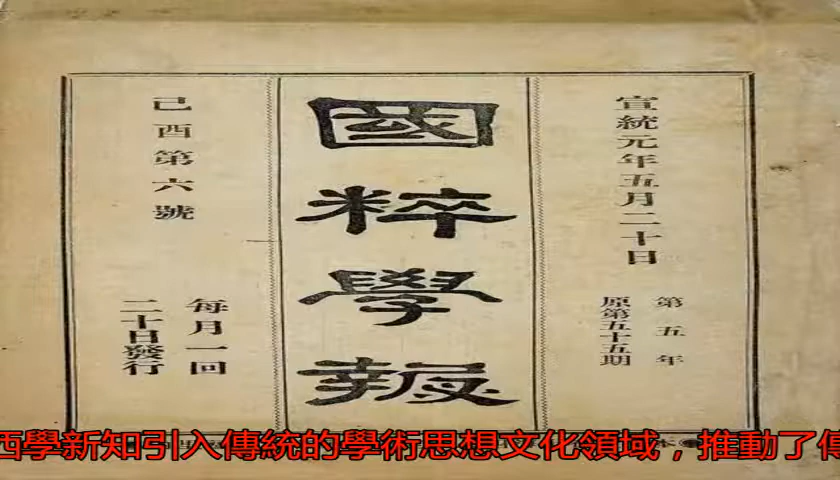 宣統元年五月二十日
第五年
原第五十五期
國粹學報
己酉第六號
每月一回
二十日發行
西學新知引入傳統的學術思想文化領域，推動了傳